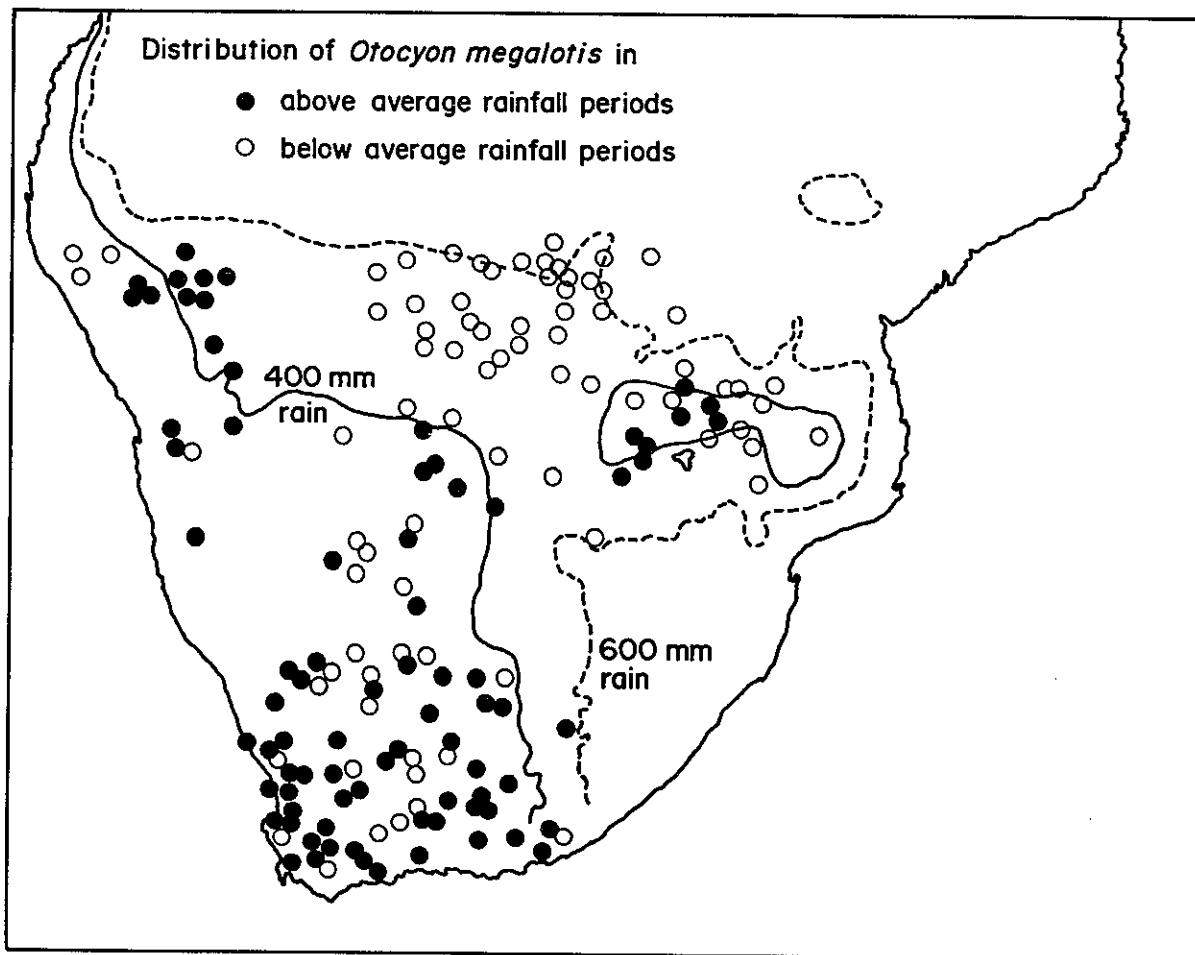 Distribution of Otocyon megalotis in
above average rainfall periods
below average rainfall periods
400 mm
rain
600 mm
rain